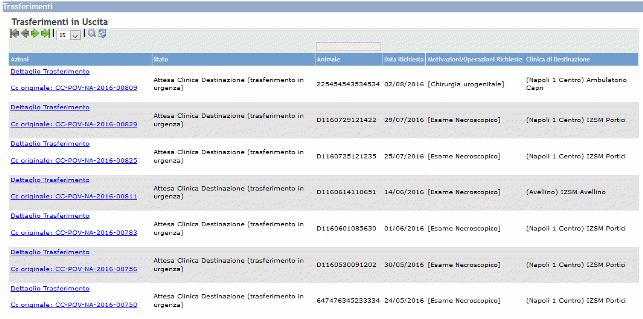 Trasferimenti
Trasferimenti in Uscita
15
Azioni Stato Animale Data Richiesta Motivazioni/Operazioni Richieste Clinica di Destinazione
Dettaglio Trasferimento
Cc originale: CC-POV-NA-2016-00809
Attesa Clinica Destinazione (trasferimento in
urgenza)
225454543534534 02/08/2016 [Chirurgia urogenitale]
(Napoli 1 Centro) Ambulatorio
Capri
Dettaglio Trasferimento
Cc originale: CC-POV-NA-2016-00829
Attesa Clinica Destinazione (trasferimento in
urgenza)
D1160729121422 29/07/2016 [Esame Necroscopico] (Napoli 1 Centro) IZSM Portici
Dettaglio Trasferimento
Cc originale: CC-POV-NA-2016-00825
Attesa Clinica Destinazione (trasferimento in
urgenza)
D1160725121235 25/07/2016 [Esame Necroscopico] (Napoli 1 Centro) IZSM Portici
Dettaglio Trasferimento
Cc originale: CC-POV-NA-2016-00811
Attesa Clinica Destinazione (trasferimento in
urgenza)
D1160614110651 14/06/2016 [Esame Necroscopico] (Avellino) IZSM Avellino
Dettaglio Trasferimento
Cc originale: CC-POV-NA-2016-00783
Attesa Clinica Destinazione (trasferimento in
urgenza)
D1160601085630 01/06/2016 [Esame Necroscopico] (Napoli 1 Centro) IZSM Portici
Dettaglio Trasferimento
Cc originale: CC-POV-NA-2016-00756
Attesa Clinica Destinazione (trasferimento in
urgenza)
D1160530091202 30/05/2016 [Esame Necroscopico] (Napoli 1 Centro) IZSM Portici
Dettaglio Trasferimento
Cc originale: CC-POV-NA-2016-00750
Attesa Clinica Destinazione (trasferimento in
urgenza)
647476345233334 24/05/2016 [Esame Necroscopico] (Napoli 1 Centro) IZSM Portici